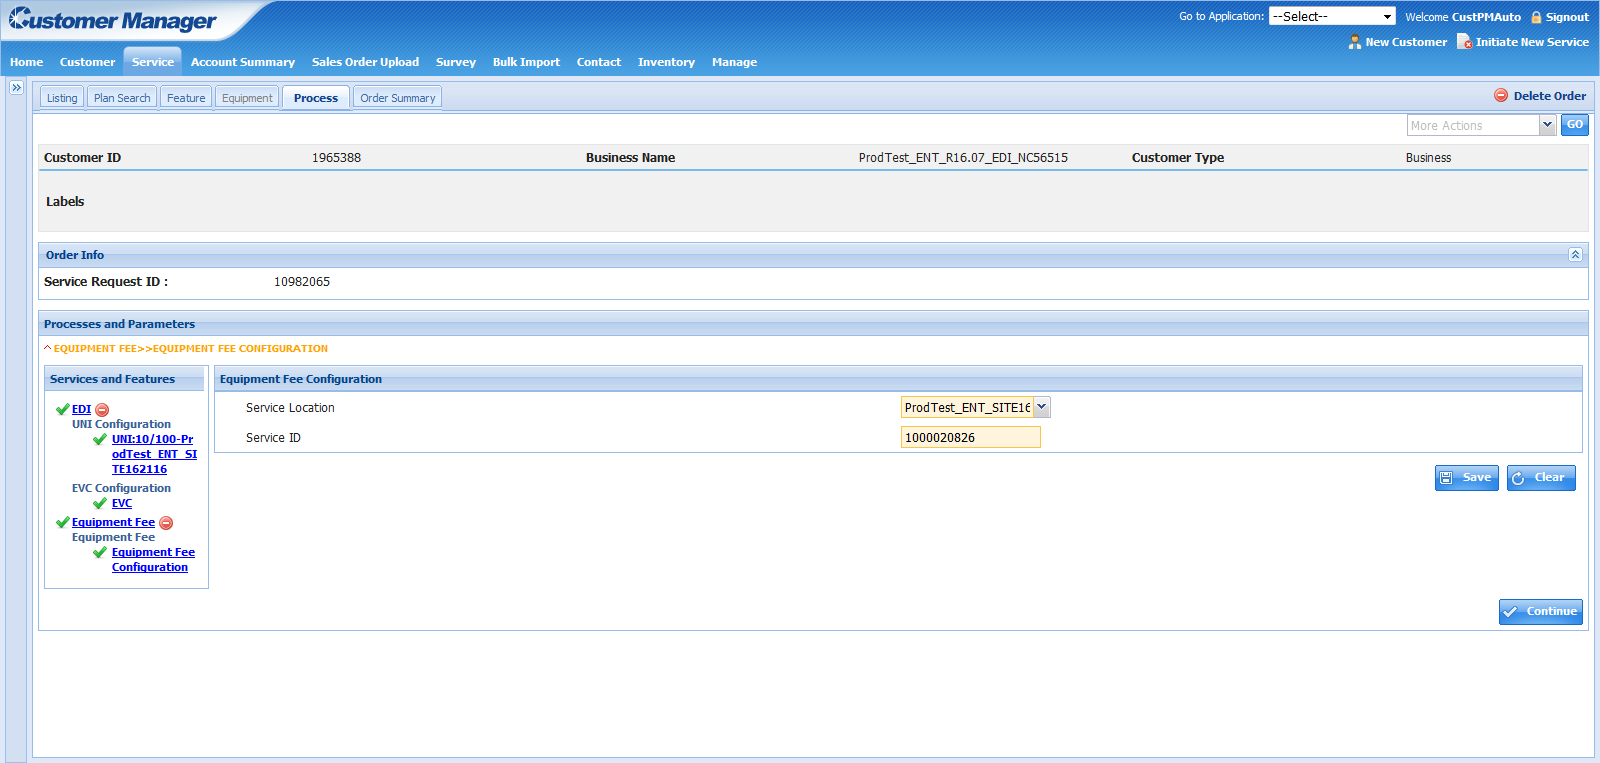 Customer Manager
Go to Application: --Select-- Welcome CustPMAuto Signout
New Customer Initiate New Service
Home Customer Service Account Summary Sales Order Upload Survey Bulk Import Contact Inventory Manage
Listing Plan Search Feature Equipment Process Order Summary Delete Order
More Actions GO
Customer ID 1965388 Business Name ProdTest_ENT_R16.07_EDI_NC56515 Customer Type Business
Labels
Order Info
Service Request ID : 10982065
Processes and Parameters
^ EQUIPMENT FEE>>EQUIPMENT FEE CONFIGURATION
Services and Features
EDI
UNI Configuration
UNI:10/100-Pr
odTest_ENT_SI
TE162116
EVC Configuration
EVC
Equipment Fee
Equipment Fee
Equipment Fee
Configuration
Equipment Fee Configuration
Service Location ProdTest_ENT_SITE16
Service ID 1000020826
Save Clear
Continue